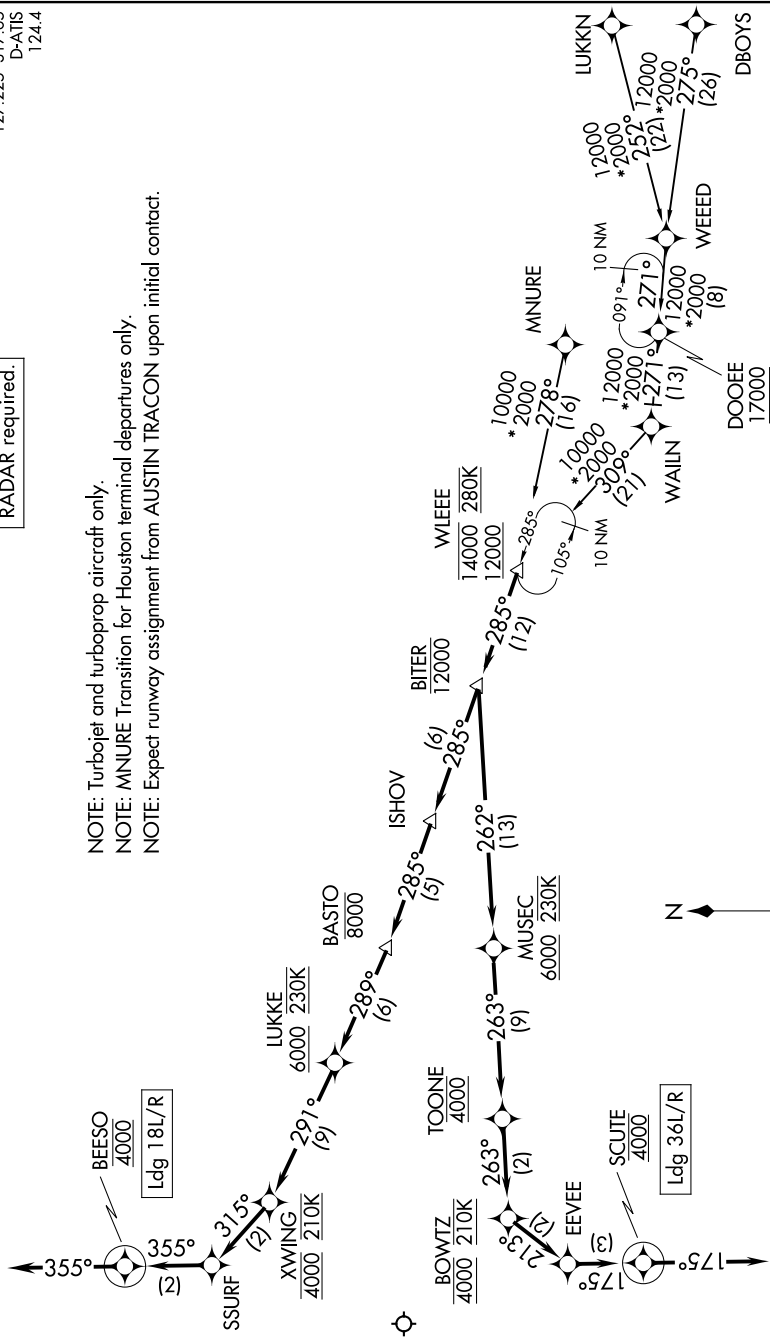 127.225 317.65
D-ATIS
124.4
RADAR required.
NOTE: Turbojet and turboprop aircraft only.
NOTE: MNURE Transition for Houston terminal departures only.
NOTE: Expect runway assignment from AUSTIN TRACON upon initial contact.
LUKKN
DBOYS
12000
*2000
252°
(22)
12000
*2000
275°
(26)
WEEED
10 NM
091°
271°
12000
*2000
(8)
DOOEE
17000
12000
*2000
271°
(13)
WAILN
10000
*2000
309°
(21)
MNURE
10000
*2000
278°
(16)
WLEEE
14000 280K
12000
285°
105°
10 NM
285°
(12)
BITER
12000
(6)
285°
ISHOV
285°
(5)
BASTO
8000
289°
(6)
LUKKE
6000 230K
291°
(9)
XWING
4000 210K
315°
(2)
SSURF
355°
(2)
BEESO
4000
Ldg 18L/R
355°
262°
(13)
MUSEC
6000 230K
263°
(9)
TOONE
4000
263°
(2)
BOWTZ
4000 210K
213°
(2)
EEVEE
175°
(3)
SCUTE
4000
Ldg 36L/R
175°
N